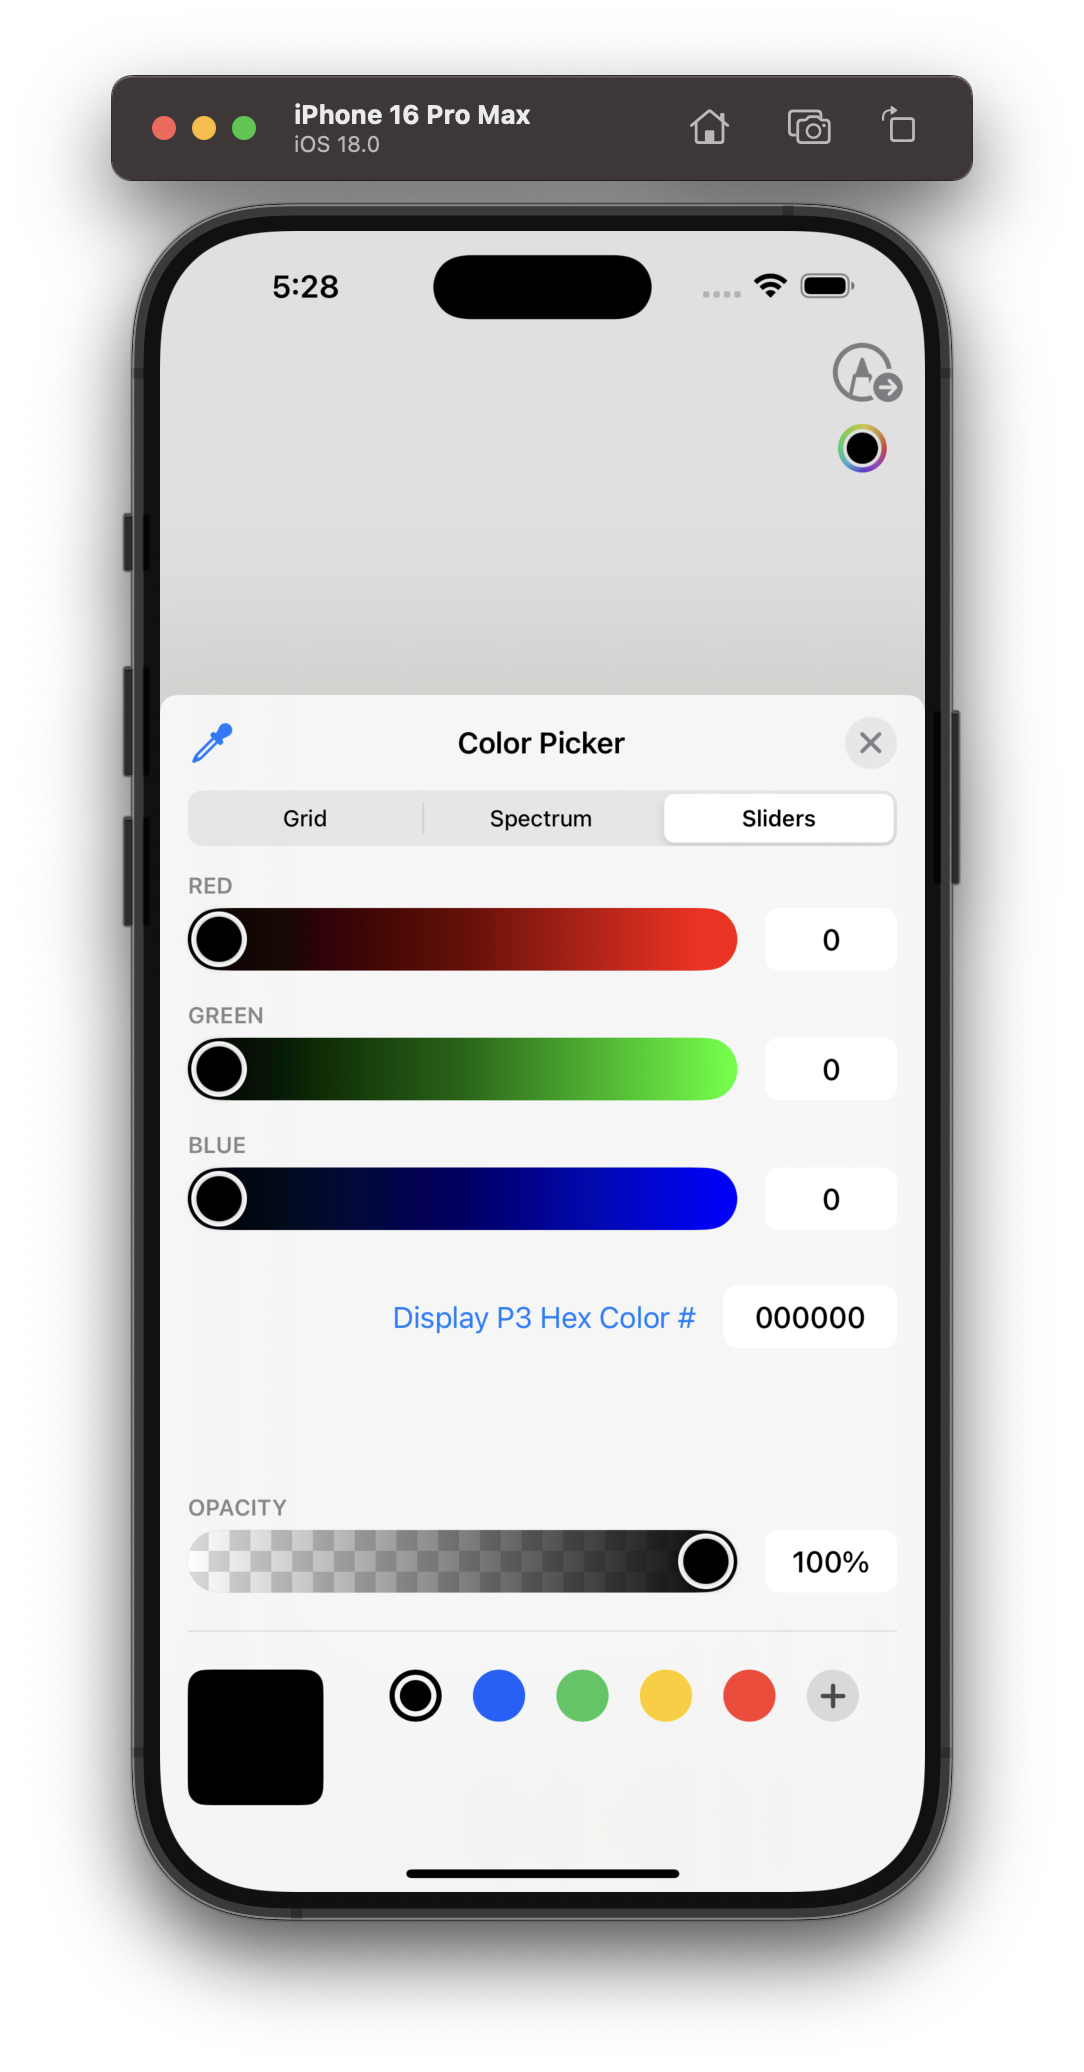 iPhone 16 Pro Max
iOS 18.0
5:28
Color Picker
Grid Spectrum Sliders
RED
0
GREEN
0
BLUE
0
Display P3 Hex Color # 000000
OPACITY
100%